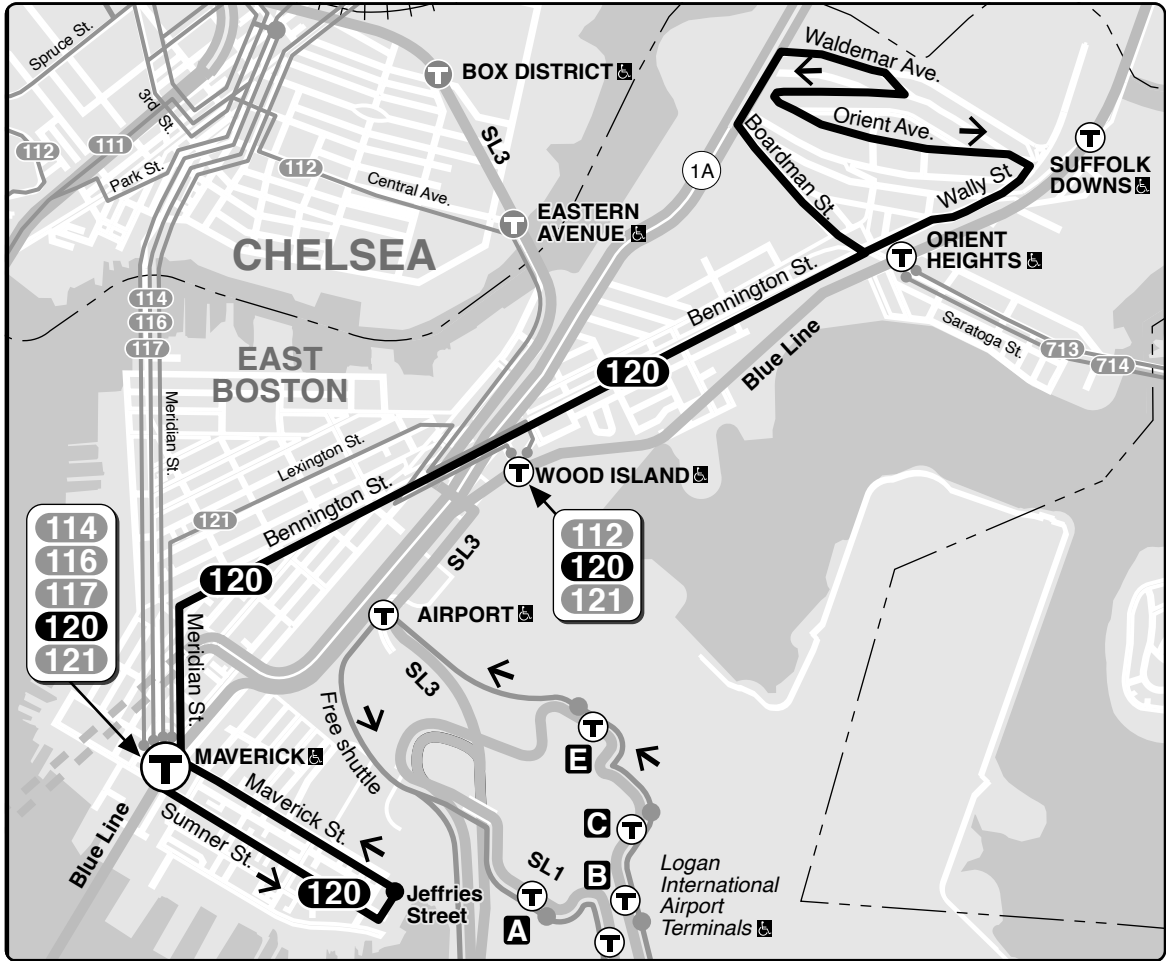 Spruce St.
3rd St.
112
111
Park St.
112
Central Ave.
T
BOX DISTRICT
SL3
T
EASTERN
AVENUE
CHELSEA
1A
Waldemar Ave.
Orient Ave.
Boardman St.
Wally St
T
SUFFOLK
DOWNS
T
ORIENT
HEIGHTS
Bennington St.
Blue Line
Saratoga St.
713
714
114
116
117
EAST
BOSTON
120
Meridian St.
Lexington St.
121
Bennington St.
T
WOOD ISLAND
112
120
121
SL3
114
116
117
120
121
120
Meridian St.
T
AIRPORT
SL3
Free shuttle
T
MAVERICK
Maverick St.
Sumner St.
Blue Line
120
Jeffries
Street
T
E
C
T
B
T
SL1
T
A
T
Logan
International
Airport
Terminals